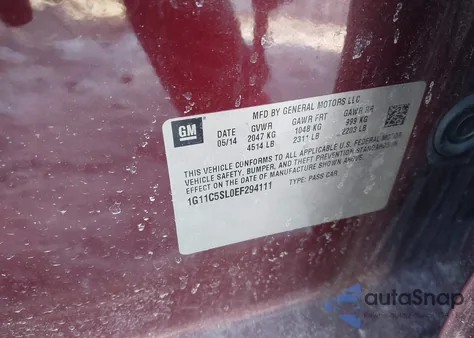 MFD BY GENERAL MOTORS LLC
GM
DATE GVWR GAWR FRT GAWR RR
05/14 2047 KG 1048 KG 999 KG
4514 LB 2311 LB 2203 LB
THIS VEHICLE CONFORMS TO ALL APPLICABLE U.S. FEDERAL MOTOR
VEHICLE SAFETY, BUMPER, AND THEFT PREVENTION STANDARDS IN
EFFECT ON THE DATE OF MANUFACTURE SHOWN ABOVE.
1G11C5SL0EF294111 TYPE: PASS CAR
autoSnap